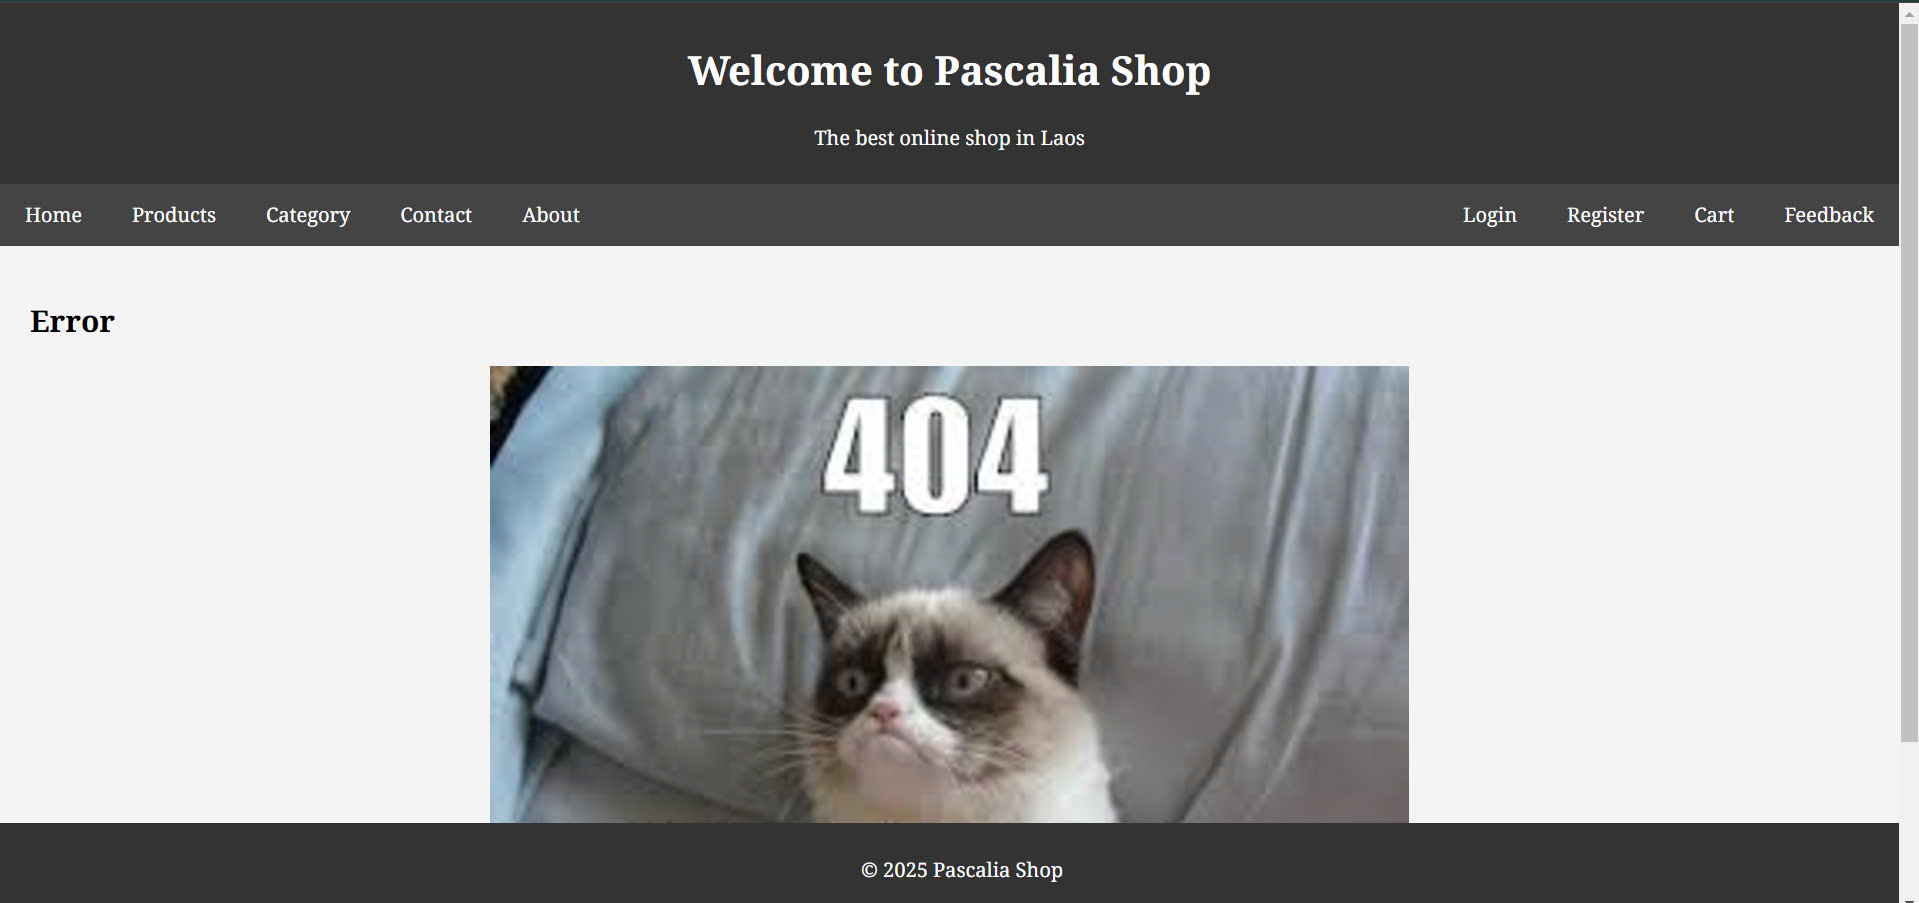 Welcome to Pascalia Shop
The best online shop in Laos
Home Products Category Contact About Login Register Cart Feedback
Error
404
© 2025 Pascalia Shop